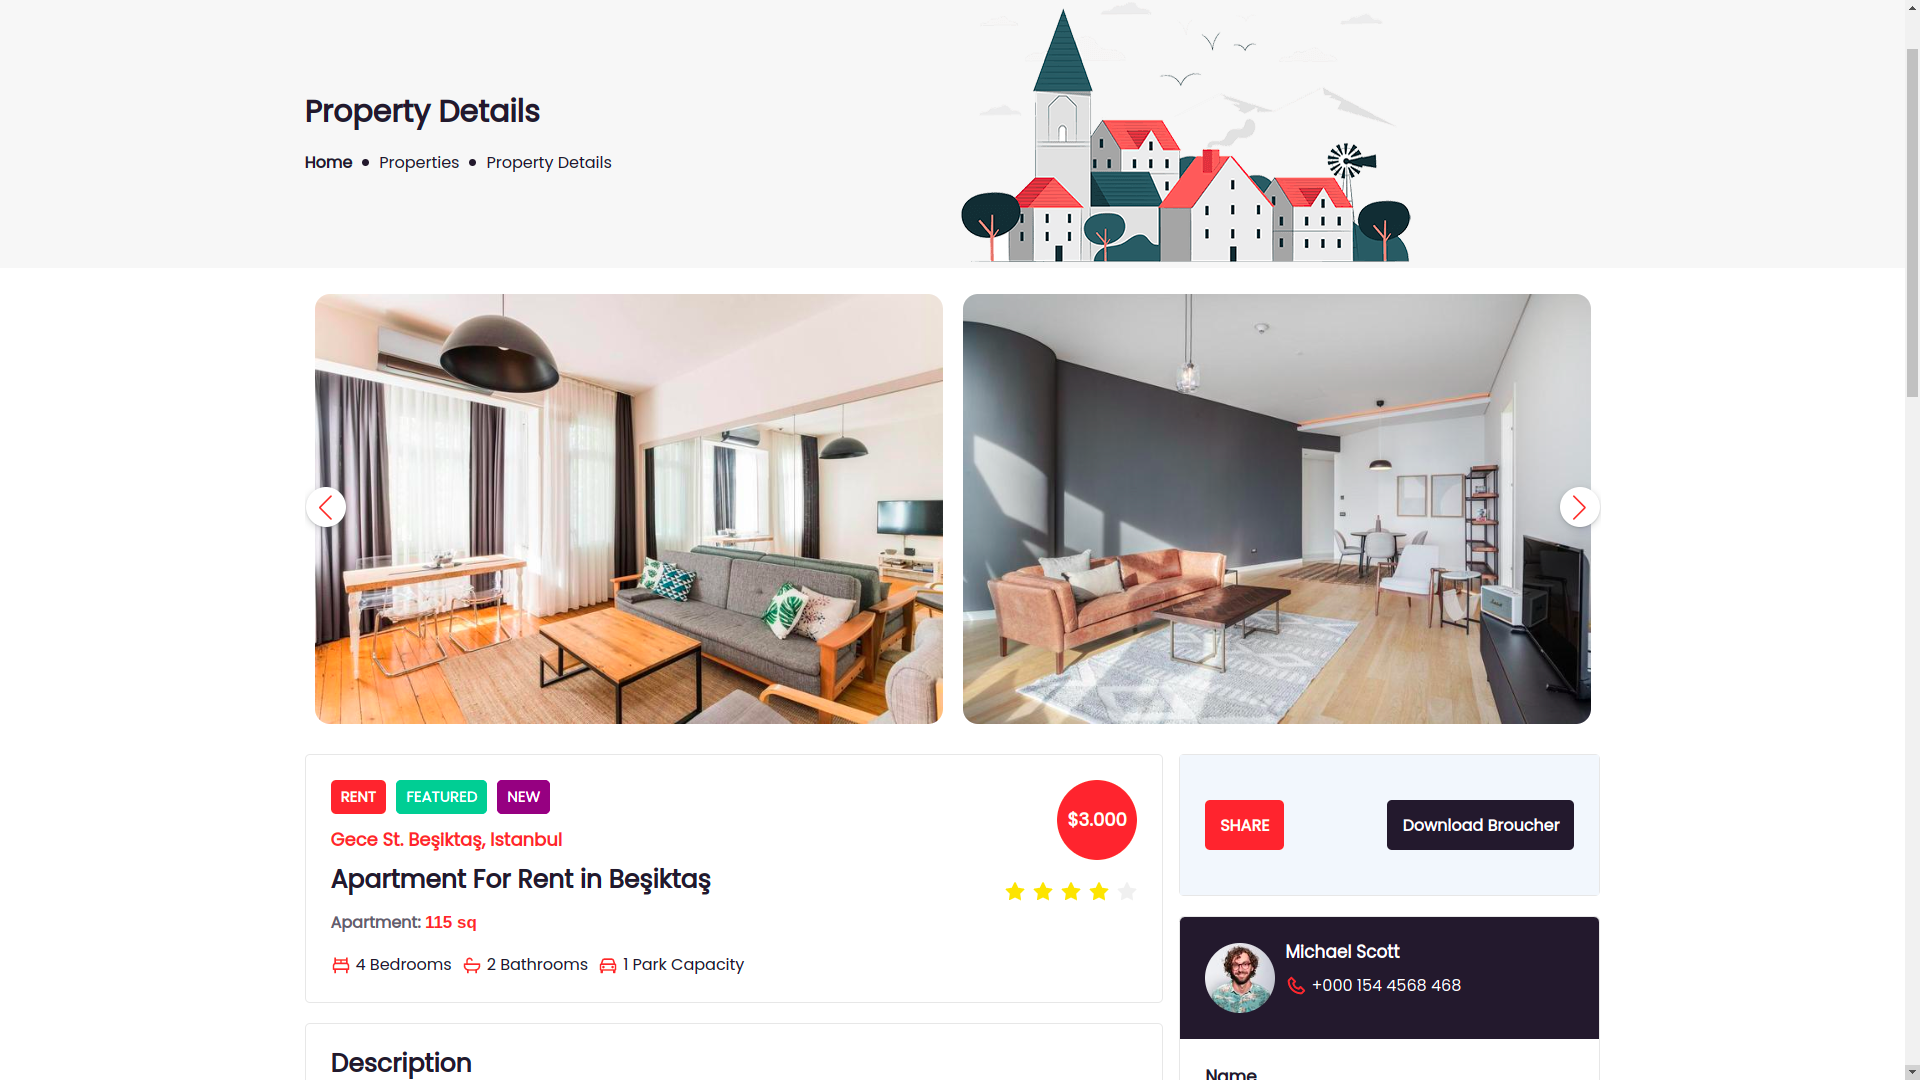 Property Details
Home • Properties • Property Details
RENT FEATURED NEW
$3.000
Gece St. Beşiktaş, Istanbul
Apartment For Rent in Beşiktaş
Apartment: 115 sq
4 Bedrooms 2 Bathrooms 1 Park Capacity
Description
SHARE
Download Broucher
Michael Scott
+000 154 4568 468
Name